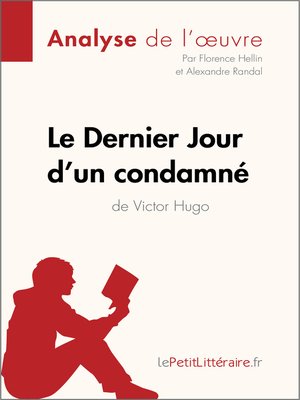 Analyse de l’œuvre
Par Florence Hellin
et Alexandre Randal
Le Dernier Jour
d’un condamné
de Victor Hugo
lePetitLittéraire.fr